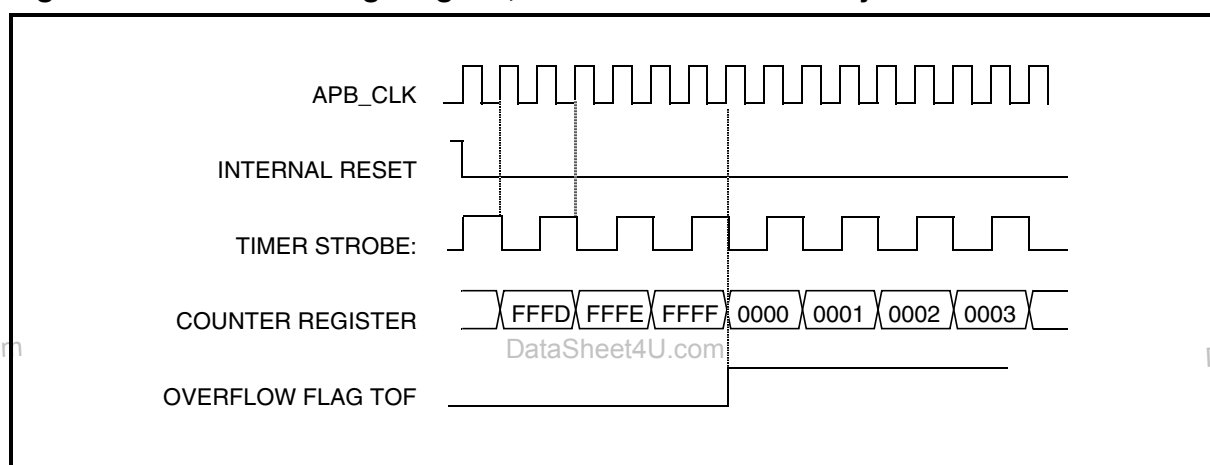 APB_CLK
INTERNAL RESET
TIMER STROBE:
COUNTER REGISTER FFFD FFFE FFFF 0000 0001 0002 0003
DataSheet4U.com
OVERFLOW FLAG TOF